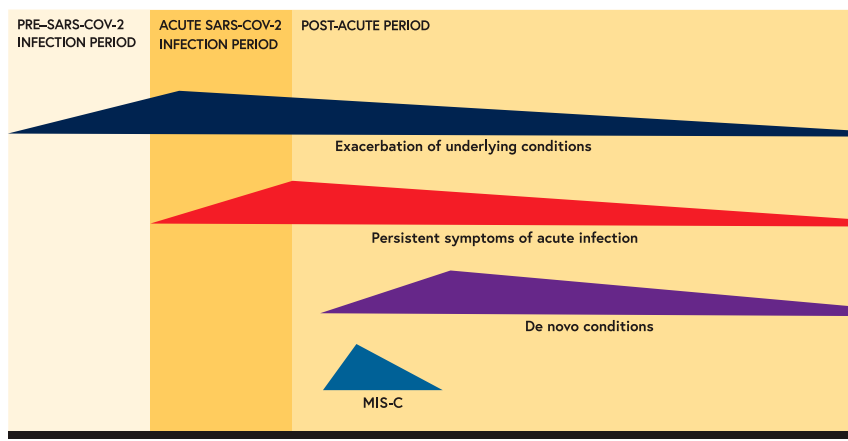 PRE–SARS-COV-2
INFECTION PERIOD
ACUTE SARS-COV-2
INFECTION PERIOD
POST-ACUTE PERIOD
Exacerbation of underlying conditions
Persistent symptoms of acute infection
De novo conditions
MIS-C